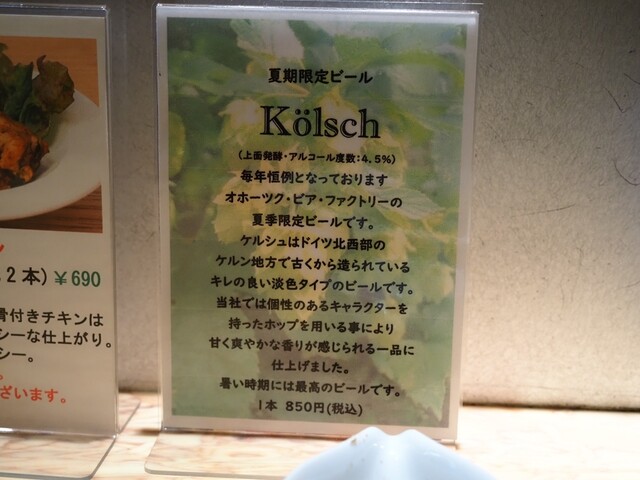 夏期限定ビール
Kölsch
(上面発酵・アルコール度数:4.5%)
毎年恒例となっております
オホーツク・ビア・ファクトリーの
夏季限定ビールです。
ケルシュはドイツ北西部の
ケルン地方で古くから造られている
キレの良い淡色タイプのビールです。
当社では個性のあるキャラクターを
持ったホップを用いる事により
甘く爽やかな香りが感じられる一品に
仕上げました。
暑い時期には最高のビールです。
1本 850円(税込)
2本) ¥690
骨付きチキンは
シーな仕上がり。
シー。
ざいます。